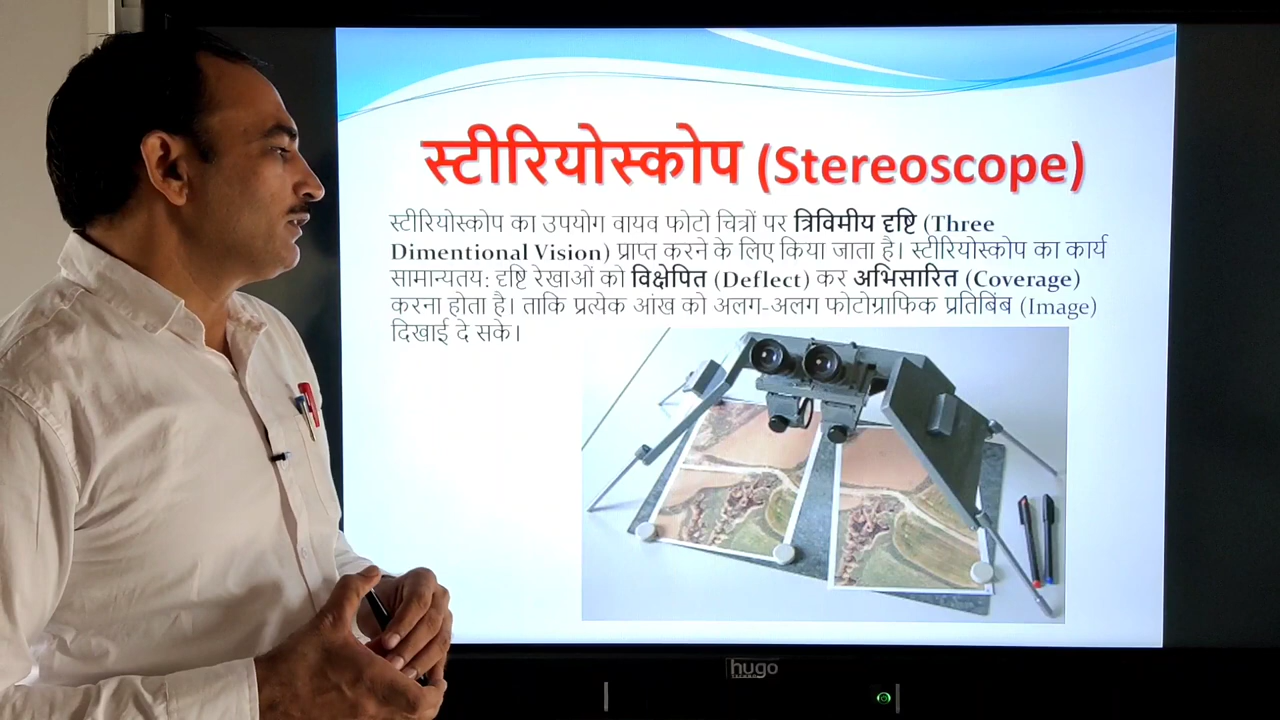 स्टीरियोस्कोप (Stereoscope)
स्टीरियोस्कोप का उपयोग वायव फोटो चित्रों पर त्रिविमीय दृष्टि (Three
Dimentional Vision) प्राप्त करने के लिए किया जाता है। स्टीरियोस्कोप का कार्य
सामान्यतय: दृष्टि रेखाओं को विक्षेपित (Deflect) कर अभिसारित (Coverage)
करना होता है। ताकि प्रत्येक आंख को अलग-अलग फोटोग्राफिक प्रतिबिंब (Image)
दिखाई दे सके।
hugo